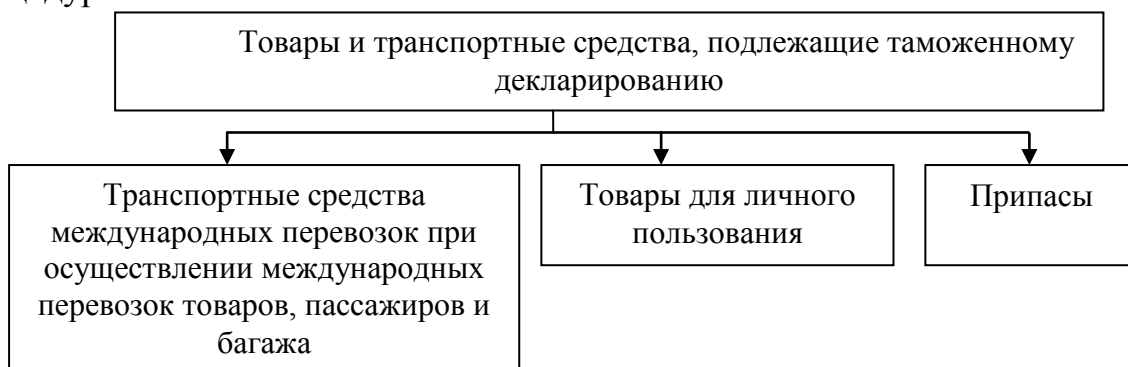 Товары и транспортные средства, подлежащие таможенному
декларированию
Транспортные средства
международных перевозок при
осуществлении международных
перевозок товаров, пассажиров и
багажа
Товары для личного
пользования
Припасы